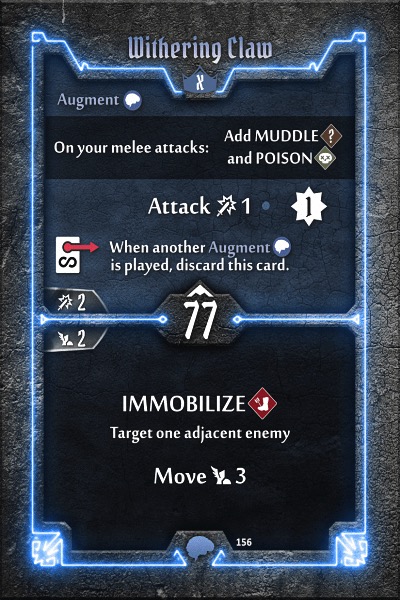 Withering Claw
X
Augment
On your melee attacks:
Add MUDDLE
and POISON
Attack 1
1
When another Augment
is played, discard this card.
2
77
2
IMMOBILIZE
Target one adjacent enemy
Move 3
156